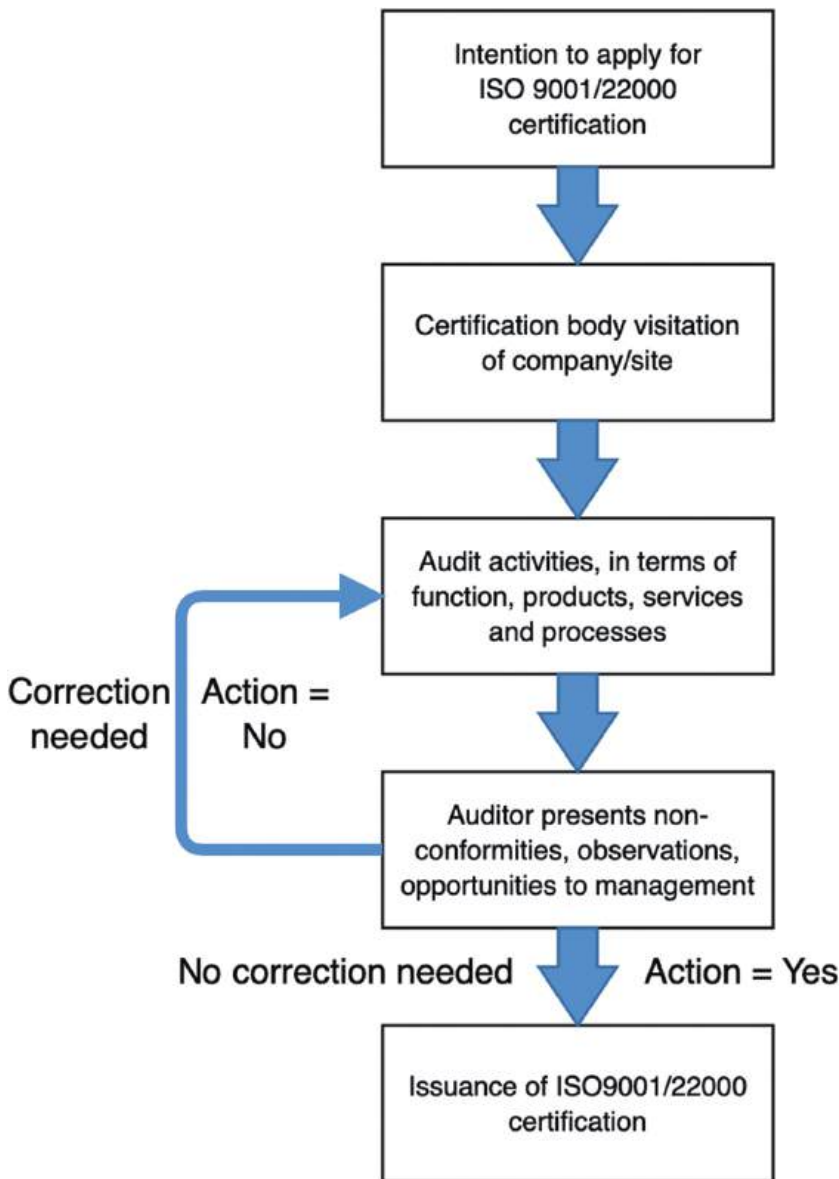 Intention to apply for
ISO 9001/22000
certification
Certification body visitation
of company/site
Audit activities, in terms of
function, products, services
and processes
Correction
needed
Action =
No
Auditor presents non-
conformities, observations,
opportunities to management
No correction needed
Action = Yes
Issuance of ISO9001/22000
certification